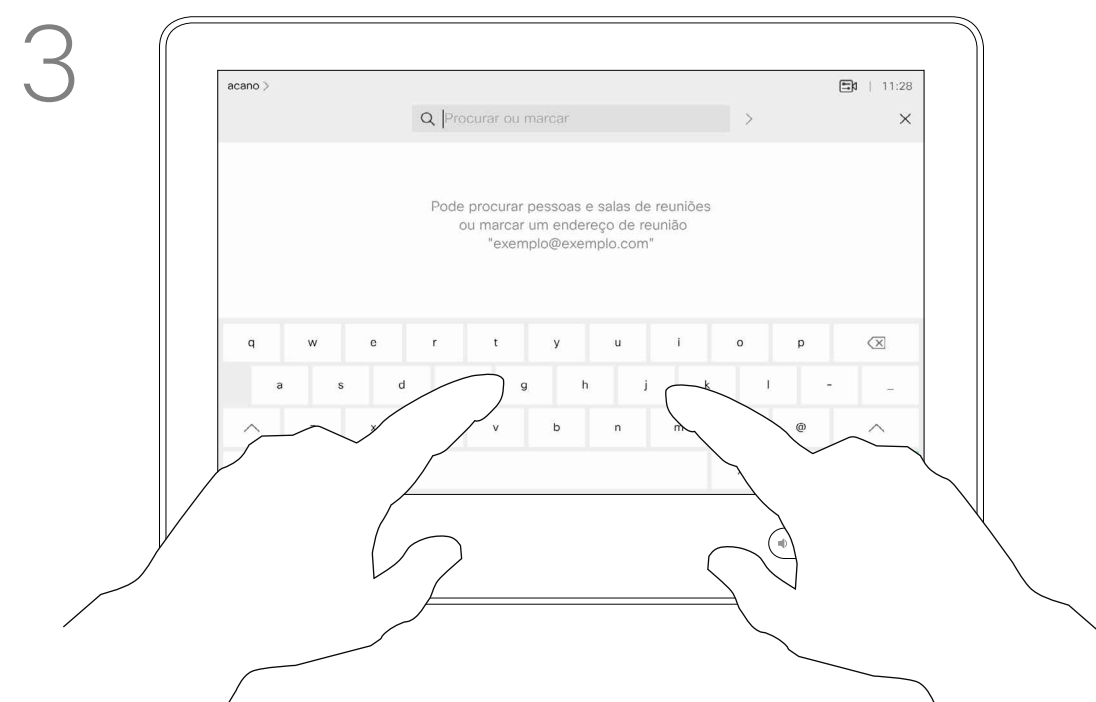 3
acano >
11:28
Procurar ou marcar
Pode procurar pessoas e salas de reuniões
ou marcar um endereço de reunião
"exemplo@exemplo.com"
q w e r t y u i o p
a s d g h j k l - _
x v b n m @